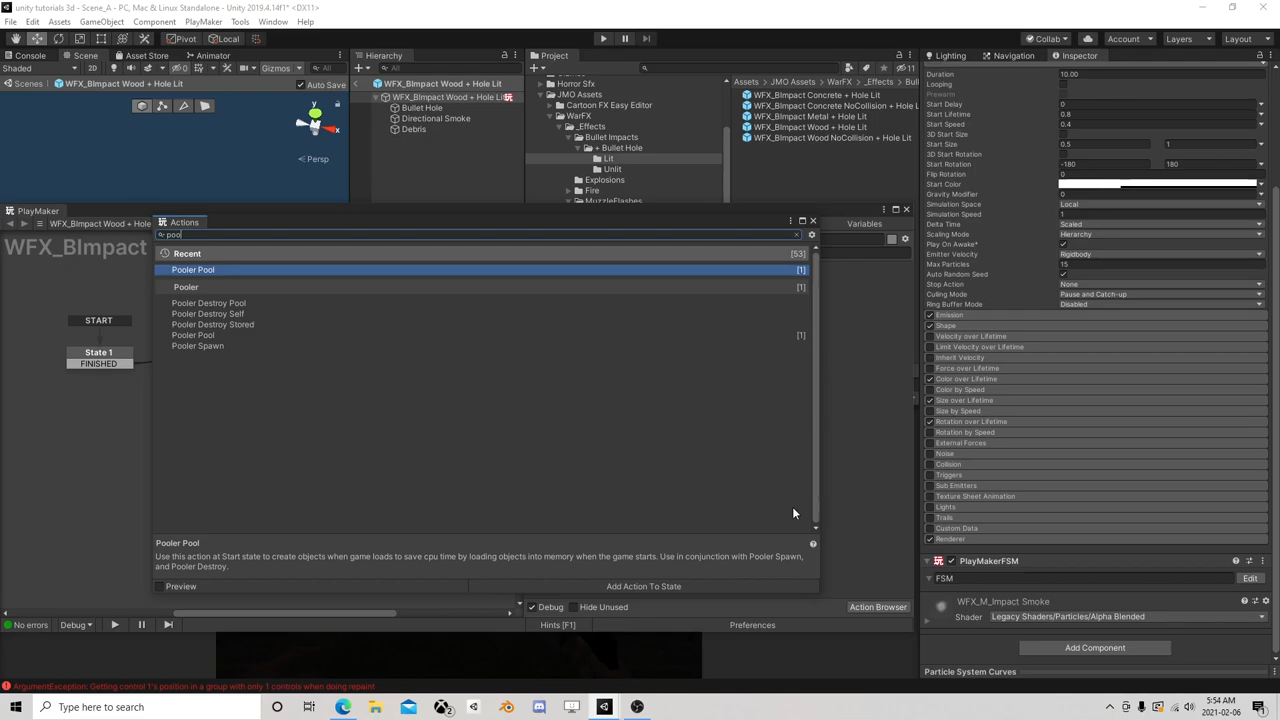 unity tutorials 3d - Scene_A - PC, Mac & Linux Standalone - Unity 2019.4.14f1* <DX11>
File Edit Assets GameObject Component PlayMaker Tools Window Help
Pivot Local Collab Account Layers Layout
Console Scene Asset Store Animator Hierarchy Project Lighting Navigation Inspector
Shaded 2D Gizmos All All 11
Scenes WFX_BImpact Wood + Hole Lit Auto Save
WFX_BImpact Wood + Hole Lit
WFX_BImpact Wood + Hole Lit
Bullet Hole
Directional Smoke
Debris
y
x
Persp
Horror Sfx
JMO Assets
Cartoon FX Easy Editor
WarFX
_Effects
Bullet Impacts
+ Bullet Hole
Lit
Unlit
Explosions
Fire
MuzzleFlashes
Assets JMO Assets WarFX _Effects Bul
WFX_BImpact Concrete + Hole Lit
WFX_BImpact Concrete NoCollision + Hole Lit
WFX_BImpact Metal + Hole Lit
WFX_BImpact Wood + Hole Lit
WFX_BImpact Wood NoCollision + Hole Lit
Duration 10.00
Looping
Prewarm
Start Delay 0
Start Lifetime 0.8
Start Speed 0.4
3D Start Size
Start Size 0.5 1
3D Start Rotation
Start Rotation -180 180
Flip Rotation 0
Start Color
Gravity Modifier 0
Simulation Space Local
Simulation Speed 1
Delta Time Scaled
Scaling Mode Hierarchy
Play On Awake*
Emitter Velocity Rigidbody
Max Particles 15
Auto Random Seed
Stop Action None
Culling Mode Pause and Catch-up
Ring Buffer Mode Disabled
Emission
Shape
Velocity over Lifetime
Limit Velocity over Lifetime
Inherit Velocity
Force over Lifetime
Color over Lifetime
Color by Speed
Size over Lifetime
Size by Speed
Rotation over Lifetime
Rotation by Speed
External Forces
Noise
Collision
Triggers
Sub Emitters
Texture Sheet Animation
Lights
Trails
Custom Data
Renderer
PlayMakerFSM
FSM Edit
WFX_M_Impact Smoke
Shader Legacy Shaders/Particles/Alpha Blended
Add Component
Particle System Curves
PlayMaker
WFX_BImpact Wood + Hole
WFX_BImpact
START
State 1
FINISHED
Variables
Actions
pool
Recent [53]
Pooler Pool [1]
Pooler [1]
Pooler Destroy Pool
Pooler Destroy Self
Pooler Destroy Stored
Pooler Pool [1]
Pooler Spawn
Pooler Pool
Use this action at Start state to create objects when game loads to save cpu time by loading objects into memory when the game starts. Use in conjunction with Pooler Spawn,
and Pooler Destroy.
Preview Add Action To State
Debug Hide Unused Action Browser
No errors Debug Hints [F1] Preferences
ArgumentException: Getting control 1's position in a group with only 1 controls when doing repaint
Type here to search
5:54 AM
2021-02-06
1